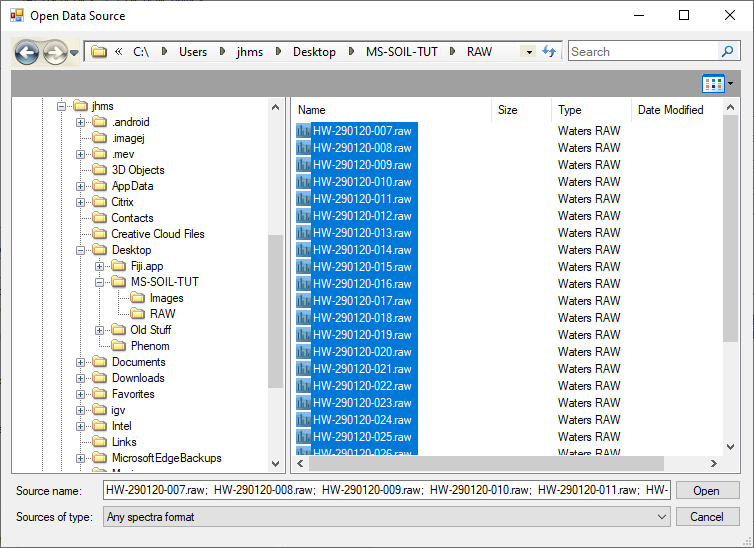 Open Data Source
« C:\ Users jhms Desktop MS-SOIL-TUT RAW Search
jhms
.android
.imagej
.mev
3D Objects
AppData
Citrix
Contacts
Creative Cloud Files
Desktop
Fiji.app
MS-SOIL-TUT
Images
RAW
Old Stuff
Phenom
Documents
Downloads
Favorites
igv
Intel
Links
MicrosoftEdgeBackups
Name Size Type Date Modified
HW-290120-007.raw Waters RAW
HW-290120-008.raw Waters RAW
HW-290120-009.raw Waters RAW
HW-290120-010.raw Waters RAW
HW-290120-011.raw Waters RAW
HW-290120-012.raw Waters RAW
HW-290120-013.raw Waters RAW
HW-290120-014.raw Waters RAW
HW-290120-015.raw Waters RAW
HW-290120-016.raw Waters RAW
HW-290120-017.raw Waters RAW
HW-290120-018.raw Waters RAW
HW-290120-019.raw Waters RAW
HW-290120-020.raw Waters RAW
HW-290120-021.raw Waters RAW
HW-290120-022.raw Waters RAW
HW-290120-023.raw Waters RAW
HW-290120-024.raw Waters RAW
HW-290120-025.raw Waters RAW
HW-290120-026.raw Waters RAW
Source name: HW-290120-007.raw; HW-290120-008.raw; HW-290120-009.raw; HW-290120-010.raw; HW-290120-011.raw; HW- Open
Sources of type: Any spectra format Cancel